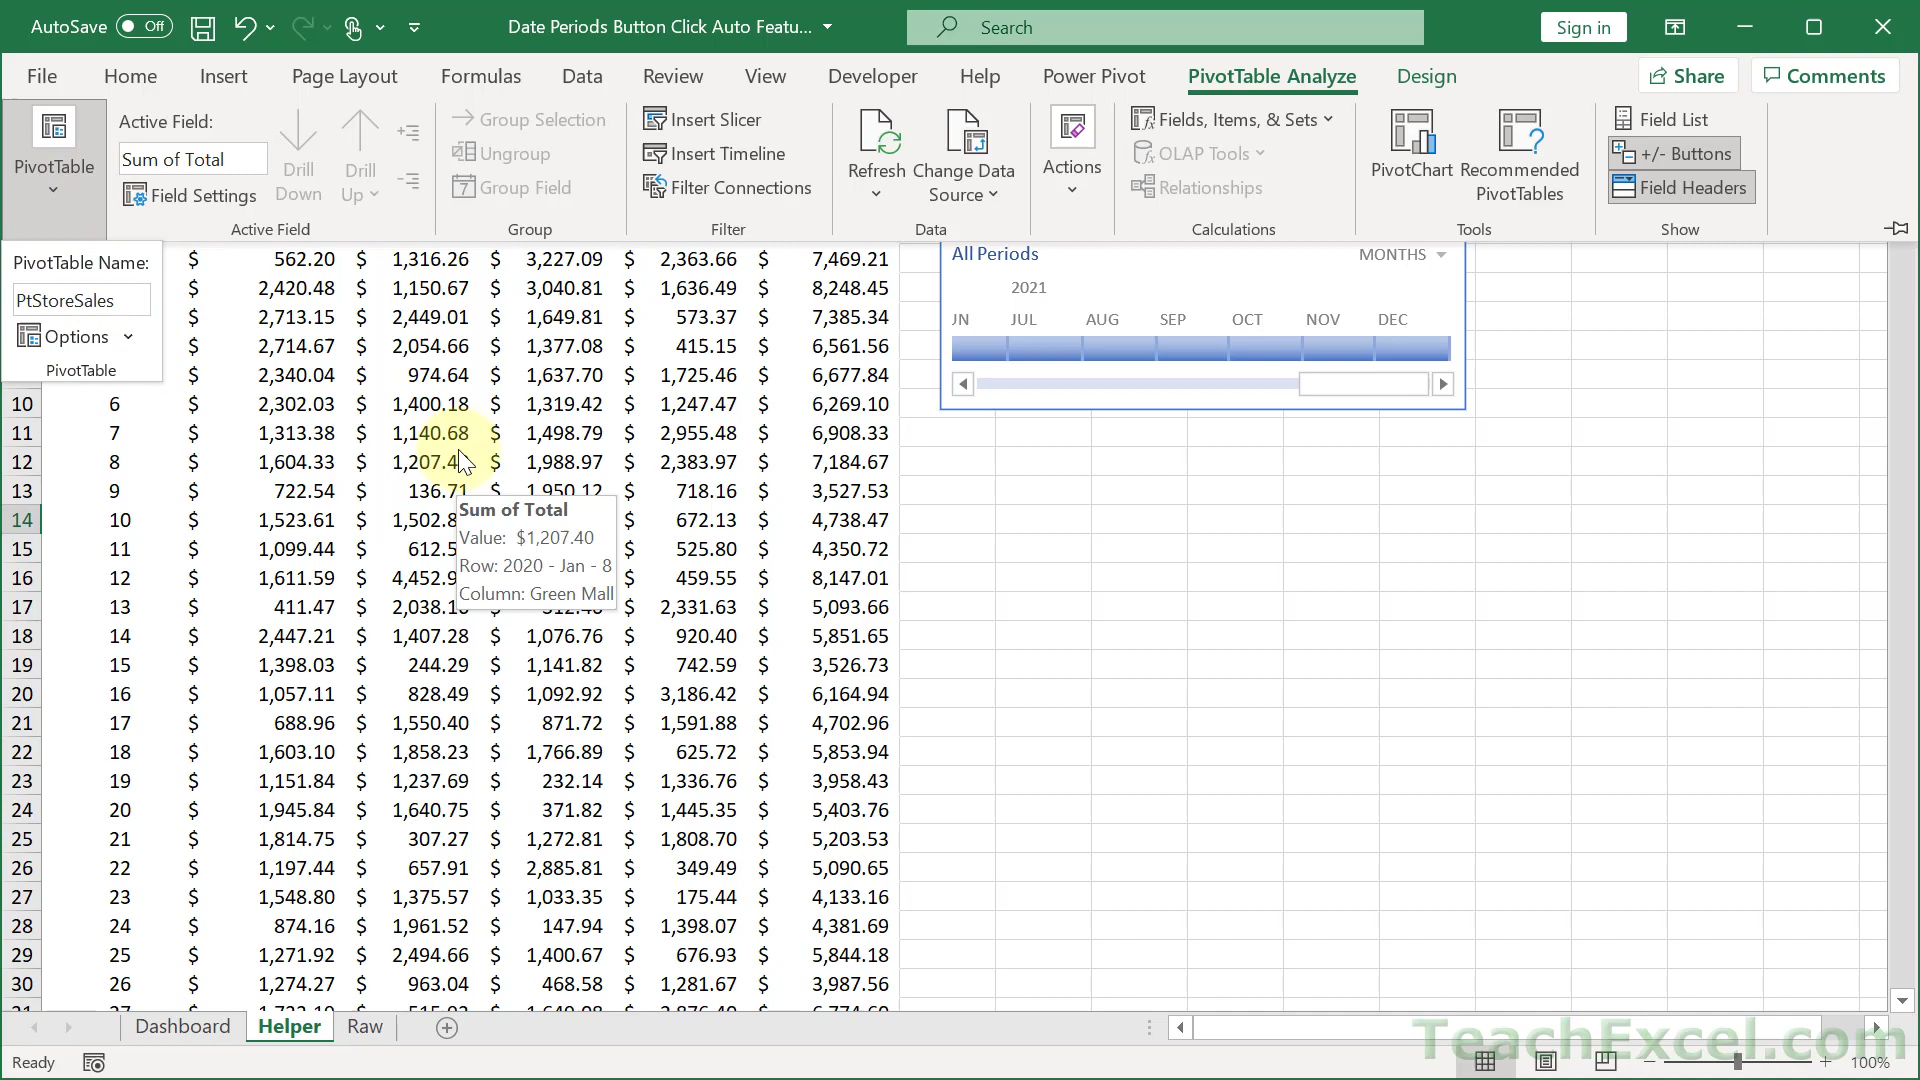 AutoSave Off Date Periods Button Click Auto Featu... Search Sign in
File Home Insert Page Layout Formulas Data Review View Developer Help Power Pivot PivotTable Analyze Design Share Comments
PivotTable
Active Field:
Sum of Total
Field Settings
Drill Down
Drill Up
Active Field
Group Selection
Ungroup
Group Field
Group
Insert Slicer
Insert Timeline
Filter Connections
Filter
Refresh
Change Data Source
Data
Actions
Fields, Items, & Sets
OLAP Tools
Relationships
Calculations
PivotChart
Recommended PivotTables
Tools
Field List
+/- Buttons
Field Headers
Show
PivotTable Name:
PtStoreSales
Options
PivotTable
$ 562.20 $ 1,316.26 $ 3,227.09 $ 2,363.66 $ 7,469.21
$ 2,420.48 $ 1,150.67 $ 3,040.81 $ 1,636.49 $ 8,248.45
$ 2,713.15 $ 2,449.01 $ 1,649.81 $ 573.37 $ 7,385.34
$ 2,714.67 $ 2,054.66 $ 1,377.08 $ 415.15 $ 6,561.56
$ 2,340.04 $ 974.64 $ 1,637.70 $ 1,725.46 $ 6,677.84
10 6 $ 2,302.03 $ 1,400.18 $ 1,319.42 $ 1,247.47 $ 6,269.10
11 7 $ 1,313.38 $ 1,140.68 $ 1,498.79 $ 2,955.48 $ 6,908.33
12 8 $ 1,604.33 $ 1,207.4 $ 1,988.97 $ 2,383.97 $ 7,184.67
13 9 $ 722.54 $ 136.71 $ 1,950.12 $ 718.16 $ 3,527.53
14 10 $ 1,523.61 $ 1,502.8 $ 672.13 $ 4,738.47
15 11 $ 1,099.44 $ 612.5 $ 525.80 $ 4,350.72
16 12 $ 1,611.59 $ 4,452.9 $ 459.55 $ 8,147.01
17 13 $ 411.47 $ 2,038.1 $ 2,331.63 $ 5,093.66
18 14 $ 2,447.21 $ 1,407.28 $ 1,076.76 $ 920.40 $ 5,851.65
19 15 $ 1,398.03 $ 244.29 $ 1,141.82 $ 742.59 $ 3,526.73
20 16 $ 1,057.11 $ 828.49 $ 1,092.92 $ 3,186.42 $ 6,164.94
21 17 $ 688.96 $ 1,550.40 $ 871.72 $ 1,591.88 $ 4,702.96
22 18 $ 1,603.10 $ 1,858.23 $ 1,766.89 $ 625.72 $ 5,853.94
23 19 $ 1,151.84 $ 1,237.69 $ 232.14 $ 1,336.76 $ 3,958.43
24 20 $ 1,945.84 $ 1,640.75 $ 371.82 $ 1,445.35 $ 5,403.76
25 21 $ 1,814.75 $ 307.27 $ 1,272.81 $ 1,808.70 $ 5,203.53
26 22 $ 1,197.44 $ 657.91 $ 2,885.81 $ 349.49 $ 5,090.65
27 23 $ 1,548.80 $ 1,375.57 $ 1,033.35 $ 175.44 $ 4,133.16
28 24 $ 874.16 $ 1,961.52 $ 147.94 $ 1,398.07 $ 4,381.69
29 25 $ 1,271.92 $ 2,494.66 $ 1,400.67 $ 676.93 $ 5,844.18
30 26 $ 1,274.27 $ 963.04 $ 468.58 $ 1,281.67 $ 3,987.56
Sum of Total
Value: $1,207.40
Row: 2020 - Jan - 8
Column: Green Mall
All Periods MONTHS
2021
JN JUL AUG SEP OCT NOV DEC
Dashboard Helper Raw
TeachExcel.com
Ready 100%